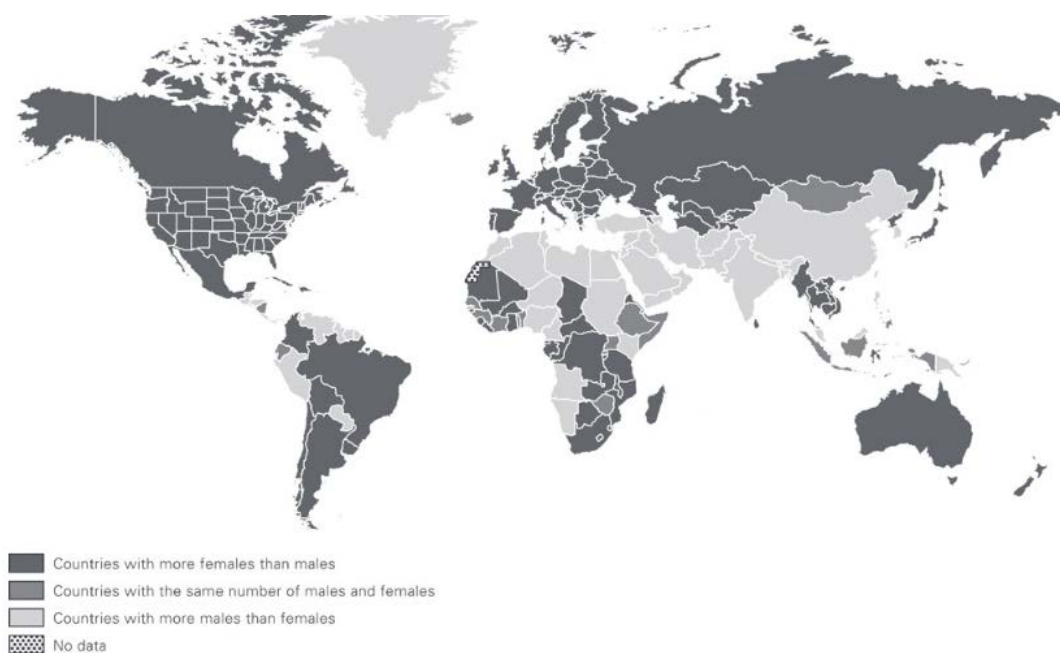 Countries with more females than males
Countries with the same number of males and females
Countries with more males than females
No data